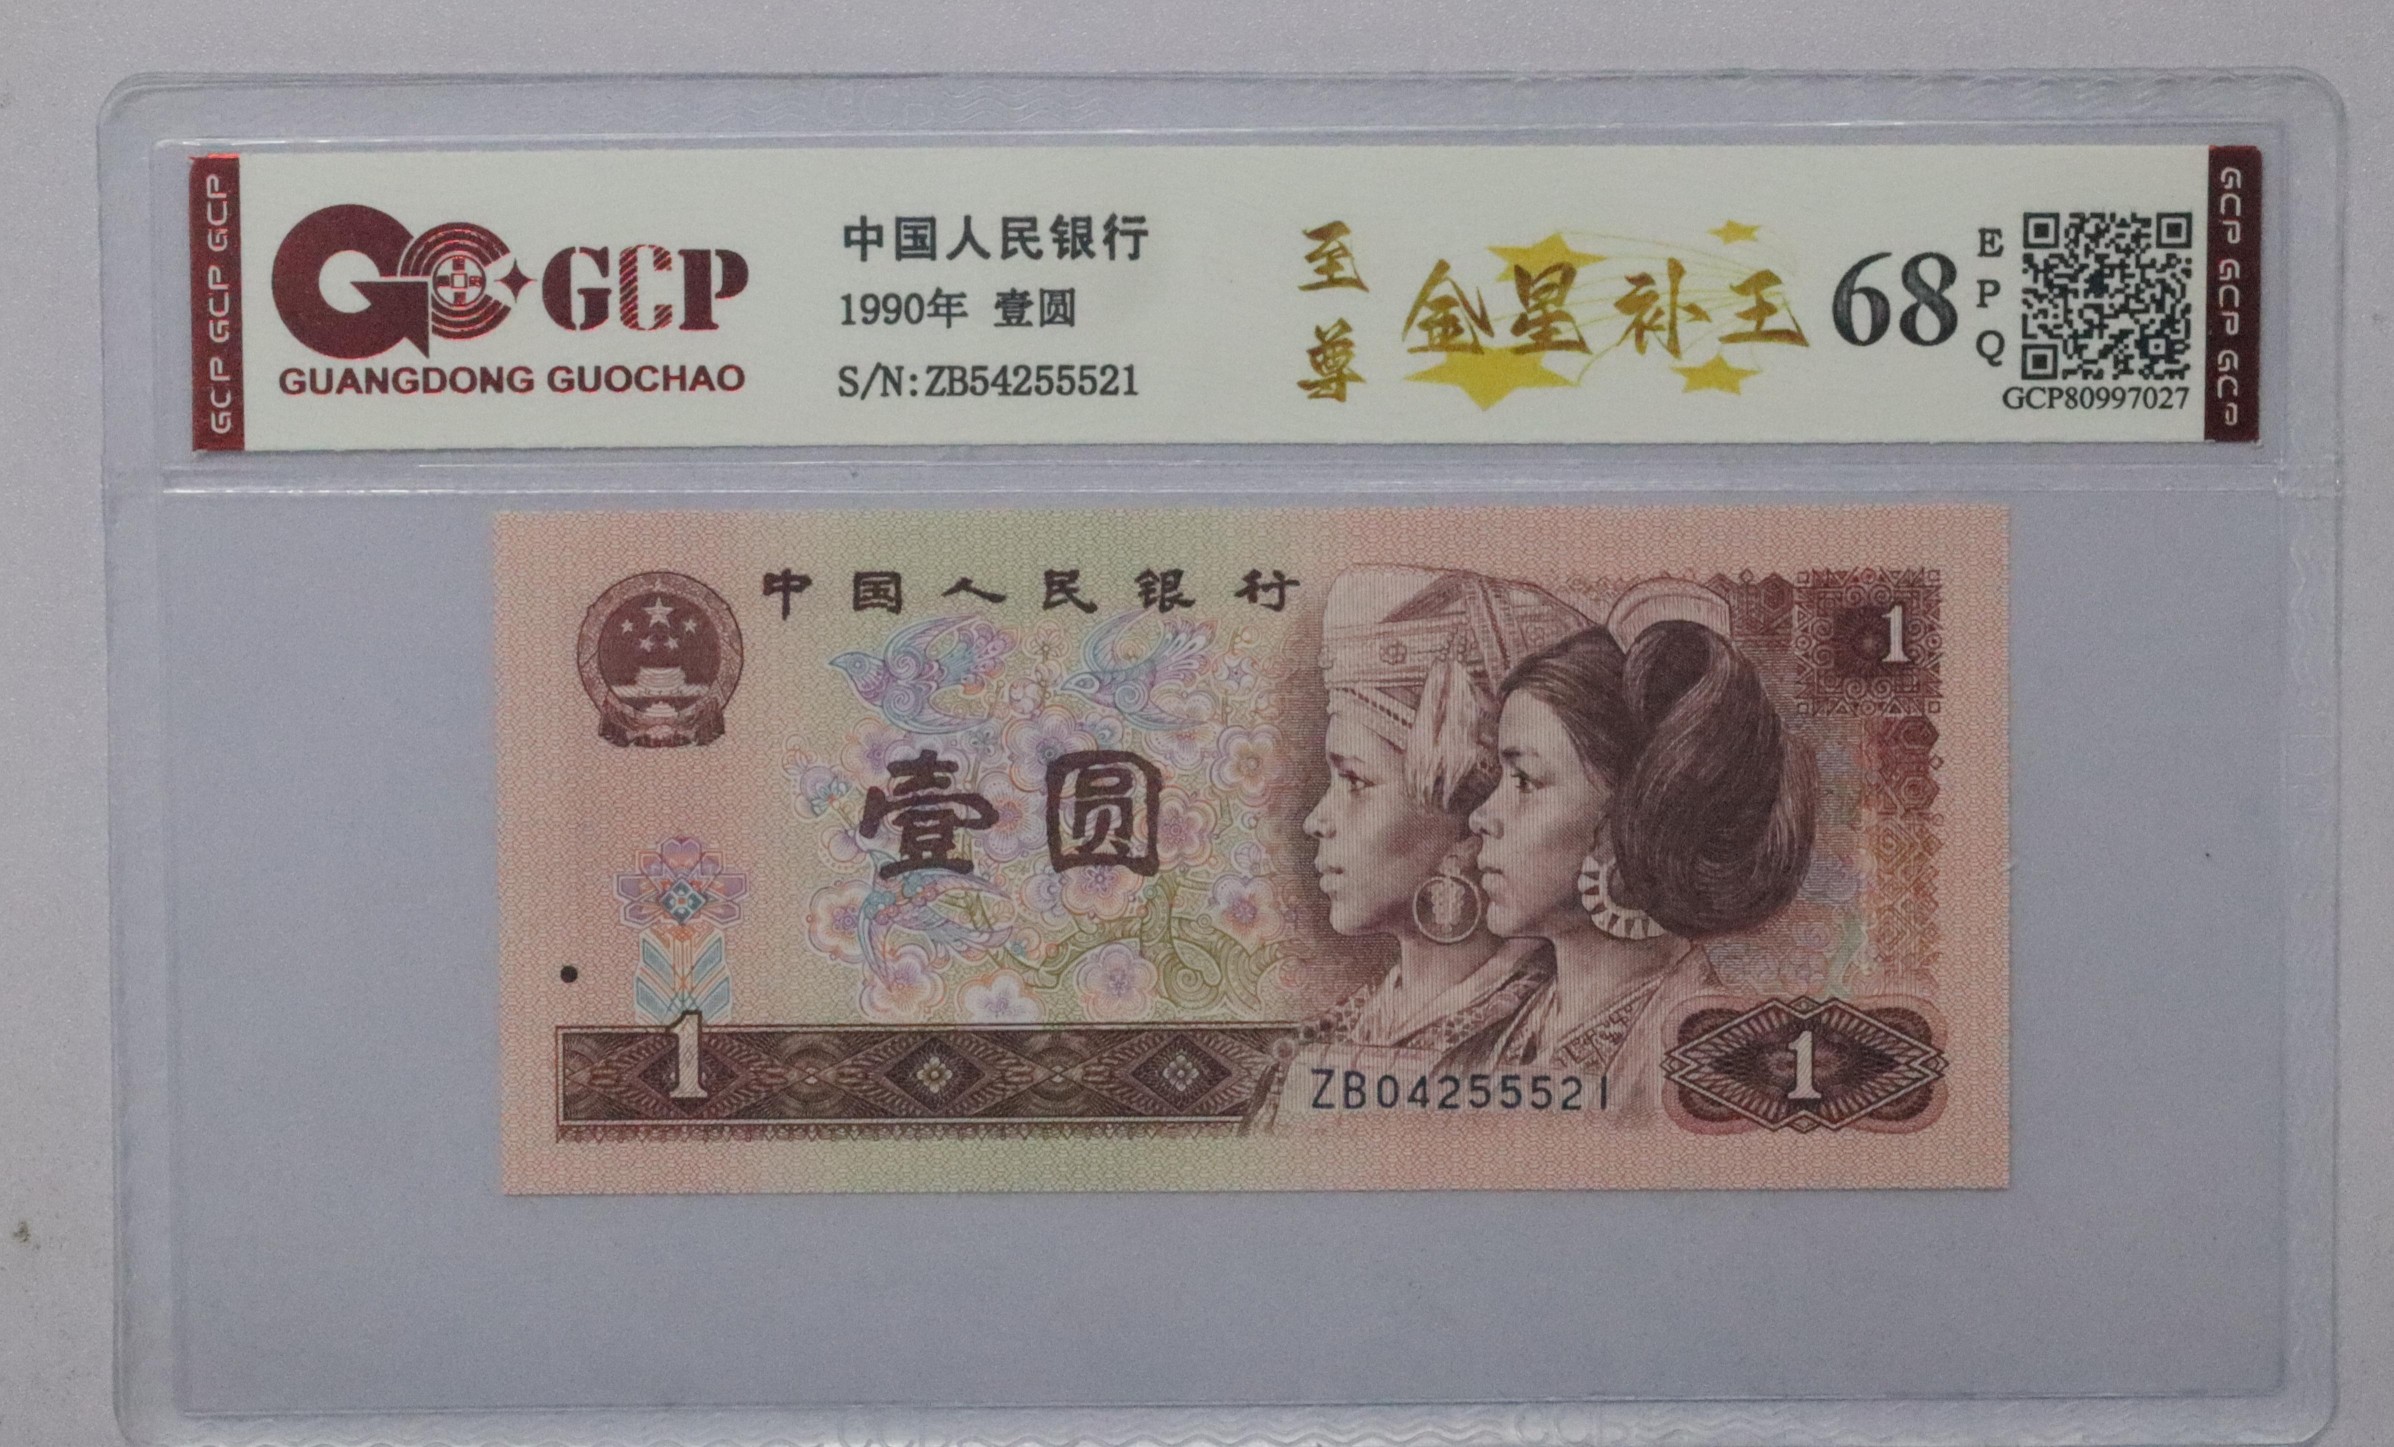 GCP GCP GCP
GCP
GUANGDONG GUOCHAO
中国人民银行
1990年 壹圆
S/N:ZB54255521
至尊
金星补王
68
EPQ
GCP80997027
GCP GCP GCP
中国人民银行
1
壹圆
1
ZB04255521
1